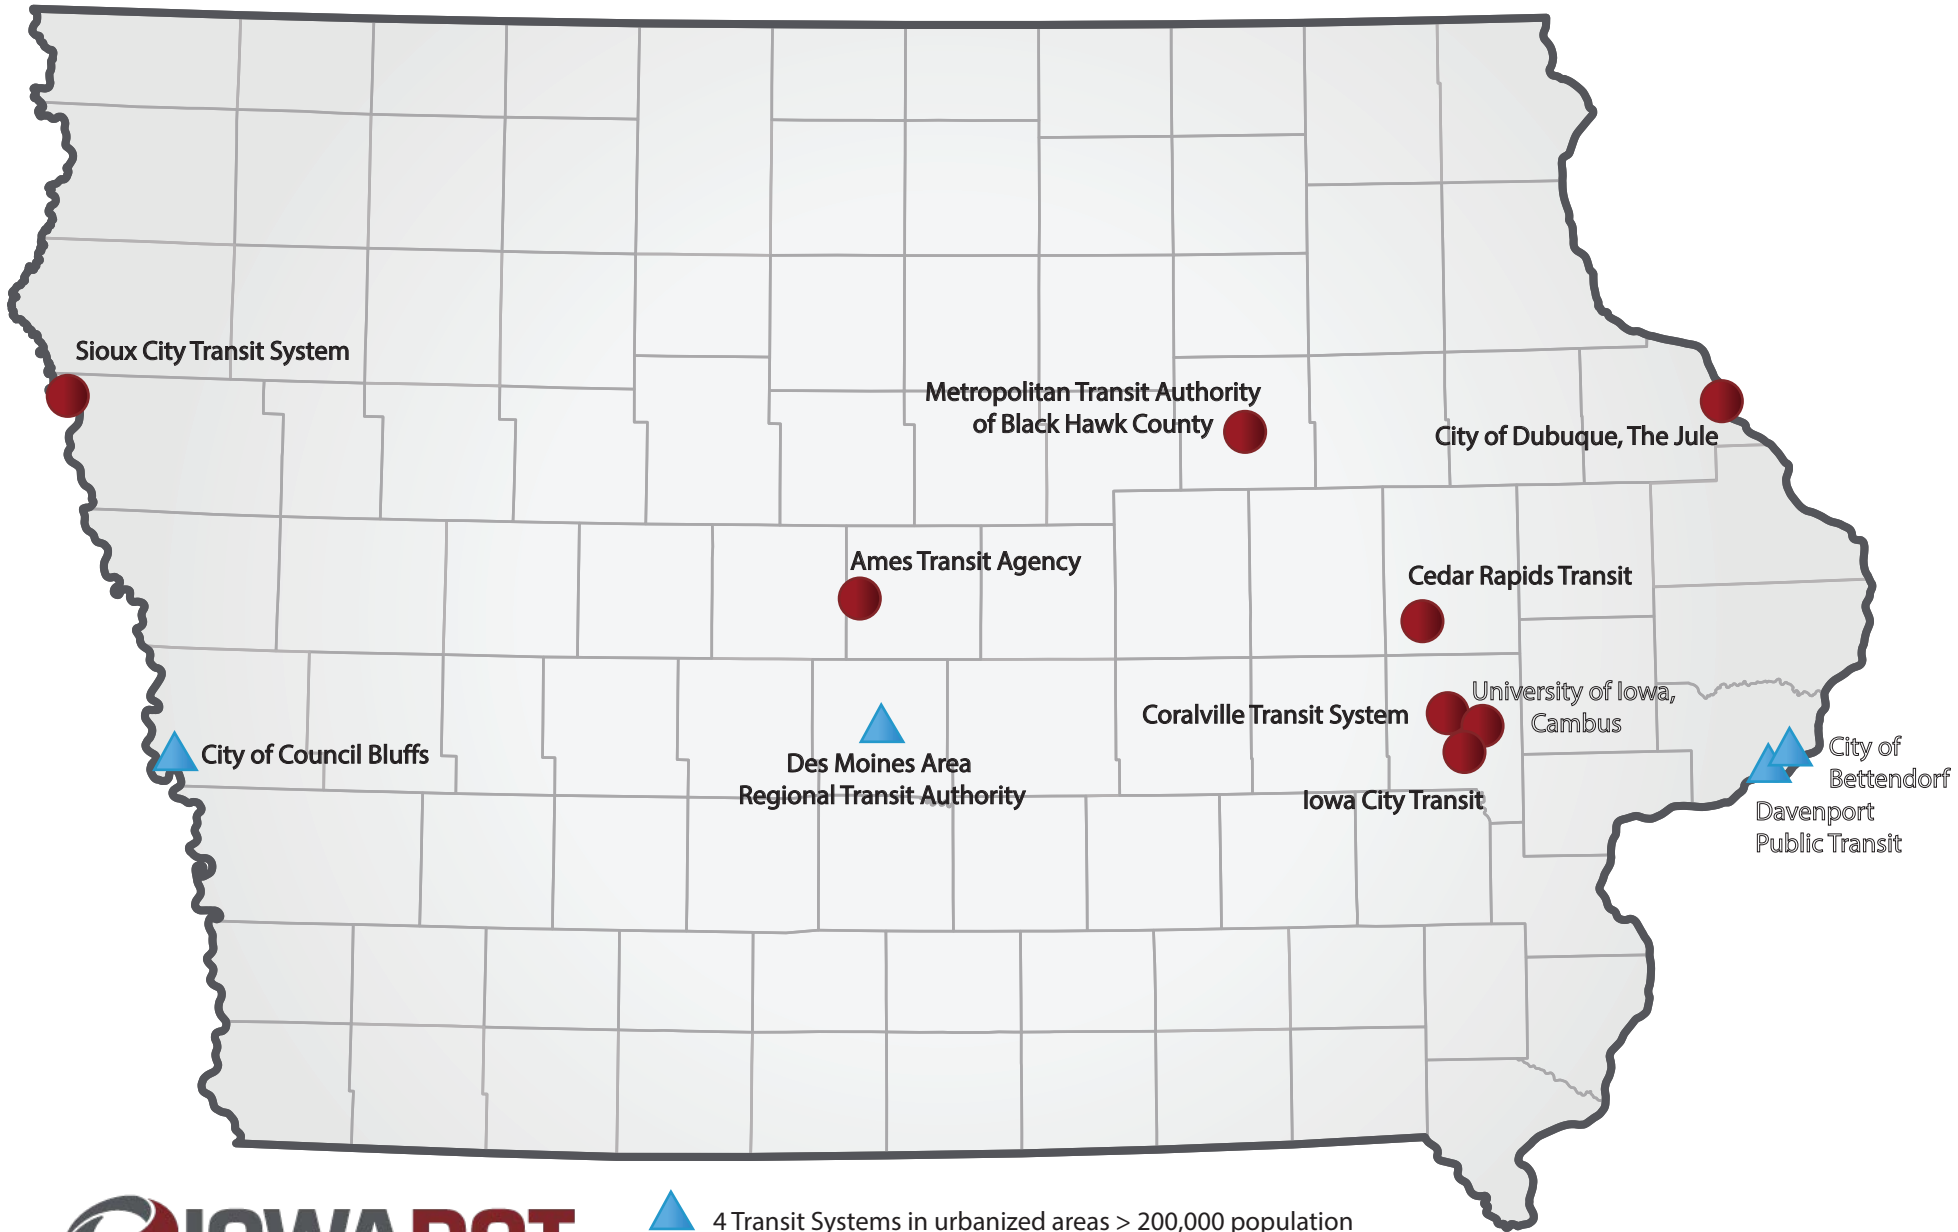 Sioux City Transit System
Metropolitan Transit Authority
of Black Hawk County
City of Dubuque, The Jule
Ames Transit Agency
Cedar Rapids Transit
University of Iowa,
Cambus
Coralville Transit System
City of Council Bluffs
Des Moines Area
Regional Transit Authority
Iowa City Transit
City of
Bettendorf
Davenport
Public Transit
IOWADOT
4 Transit Systems in urbanized areas > 200,000 population